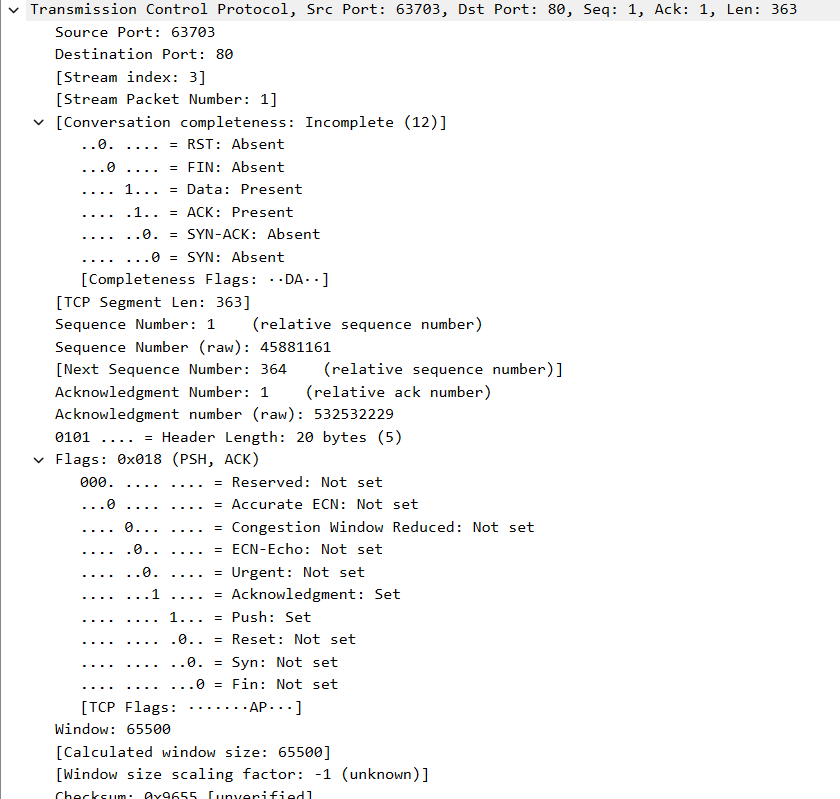 Transmission Control Protocol, Src Port: 63703, Dst Port: 80, Seq: 1, Ack: 1, Len: 363
Source Port: 63703
Destination Port: 80
[Stream index: 3]
[Stream Packet Number: 1]
[Conversation completeness: Incomplete (12)]
..0. .... = RST: Absent
...0 .... = FIN: Absent
.... 1... = Data: Present
.... .1.. = ACK: Present
.... ..0. = SYN-ACK: Absent
.... ...0 = SYN: Absent
[Completeness Flags: ··DA··]
[TCP Segment Len: 363]
Sequence Number: 1    (relative sequence number)
Sequence Number (raw): 45881161
[Next Sequence Number: 364    (relative sequence number)]
Acknowledgment Number: 1    (relative ack number)
Acknowledgment number (raw): 532532229
0101 .... = Header Length: 20 bytes (5)
Flags: 0x018 (PSH, ACK)
000. .... .... = Reserved: Not set
...0 .... .... = Accurate ECN: Not set
.... 0... .... = Congestion Window Reduced: Not set
.... .0.. .... = ECN-Echo: Not set
.... ..0. .... = Urgent: Not set
.... ...1 .... = Acknowledgment: Set
.... .... 1... = Push: Set
.... .... .0.. = Reset: Not set
.... .... ..0. = Syn: Not set
.... .... ...0 = Fin: Not set
[TCP Flags: ·······AP···]
Window: 65500
[Calculated window size: 65500]
[Window size scaling factor: -1 (unknown)]
Checksum: 0x9655 [unverified]